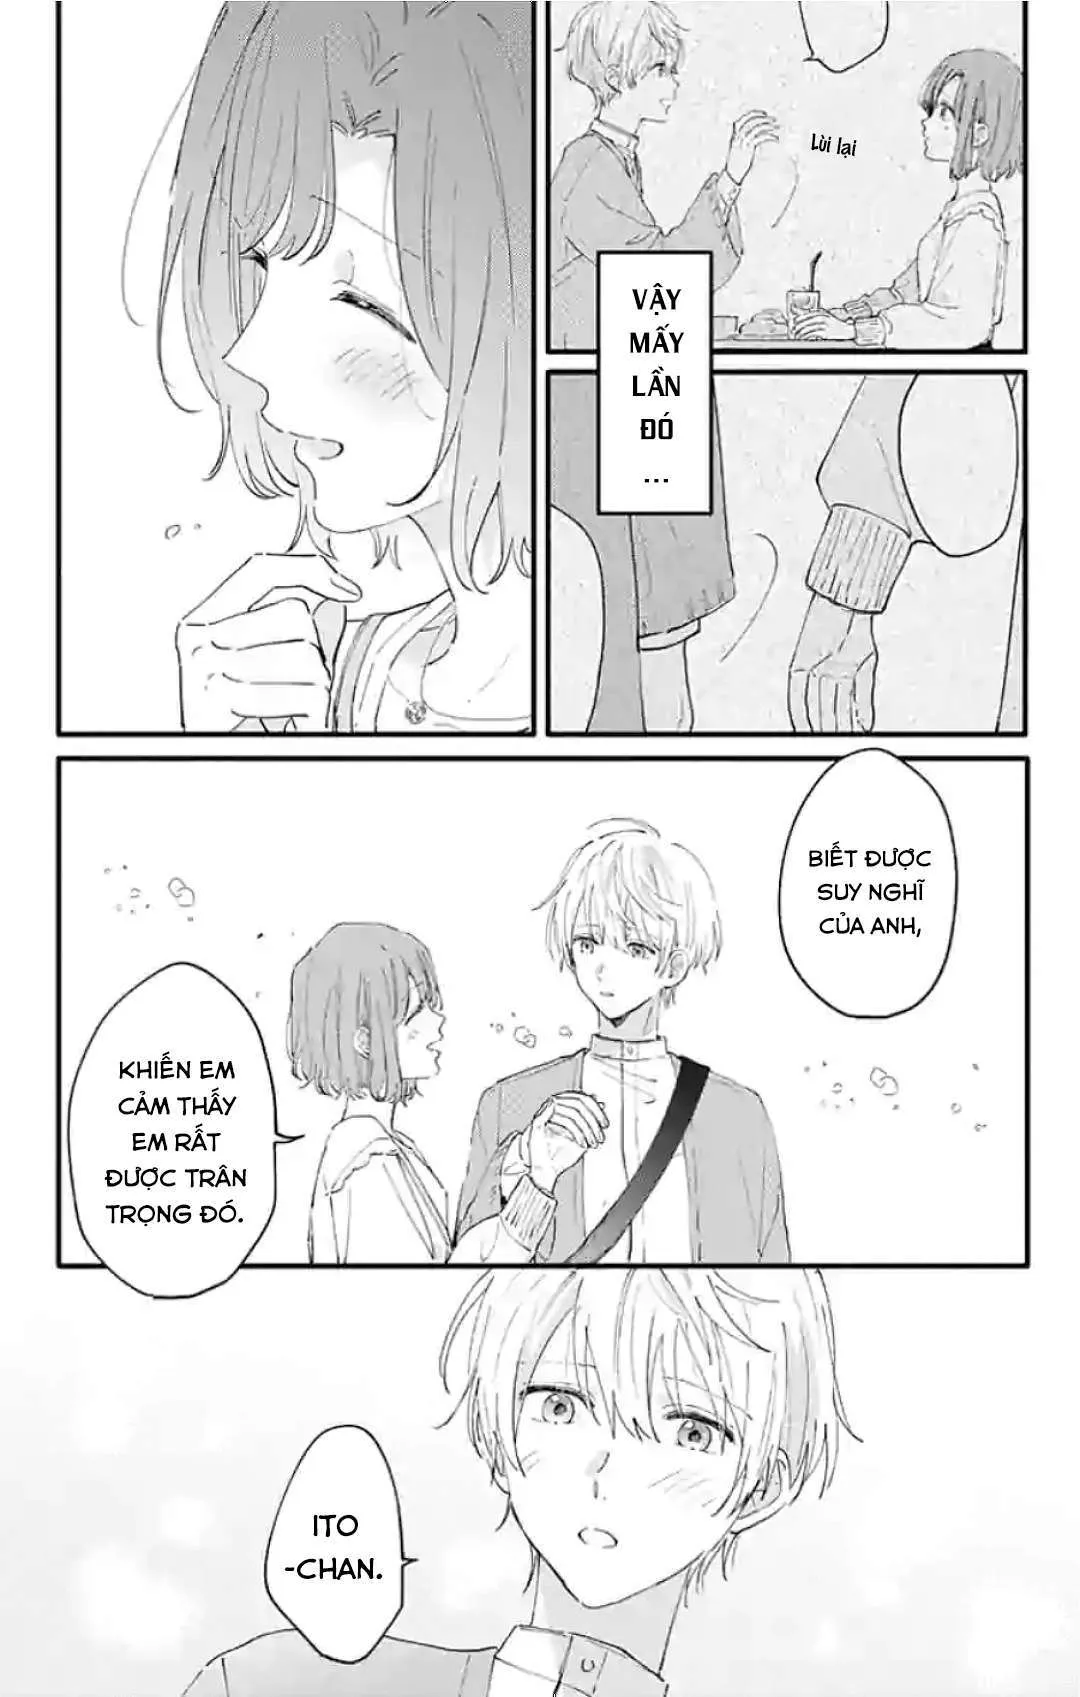 Lùi lại
VẬY
MẤY
LẦN
ĐÓ
...
BIẾT ĐƯỢC
SUY NGHĨ
CỦA ANH,
KHIẾN EM
CẢM THẤY
EM RẤT
ĐƯỢC TRÂN
TRỌNG ĐÓ.
ITO
-CHAN.